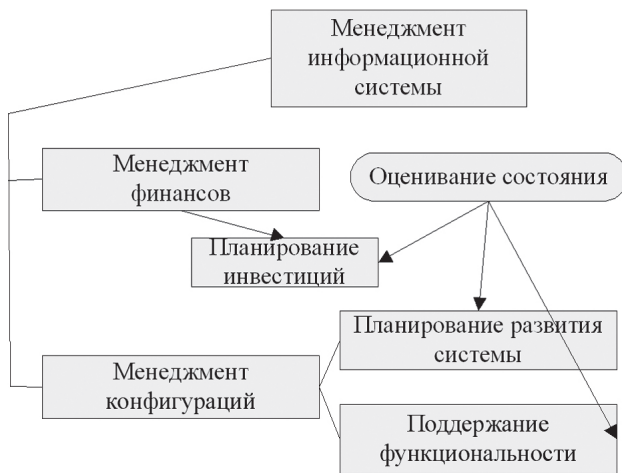 Менеджмент
информационной
системы
Менеджмент
финансов
Оценивание состояния
Планирование
инвестиций
Планирование развития
системы
Менеджмент
конфигураций
Поддержание
функциональности